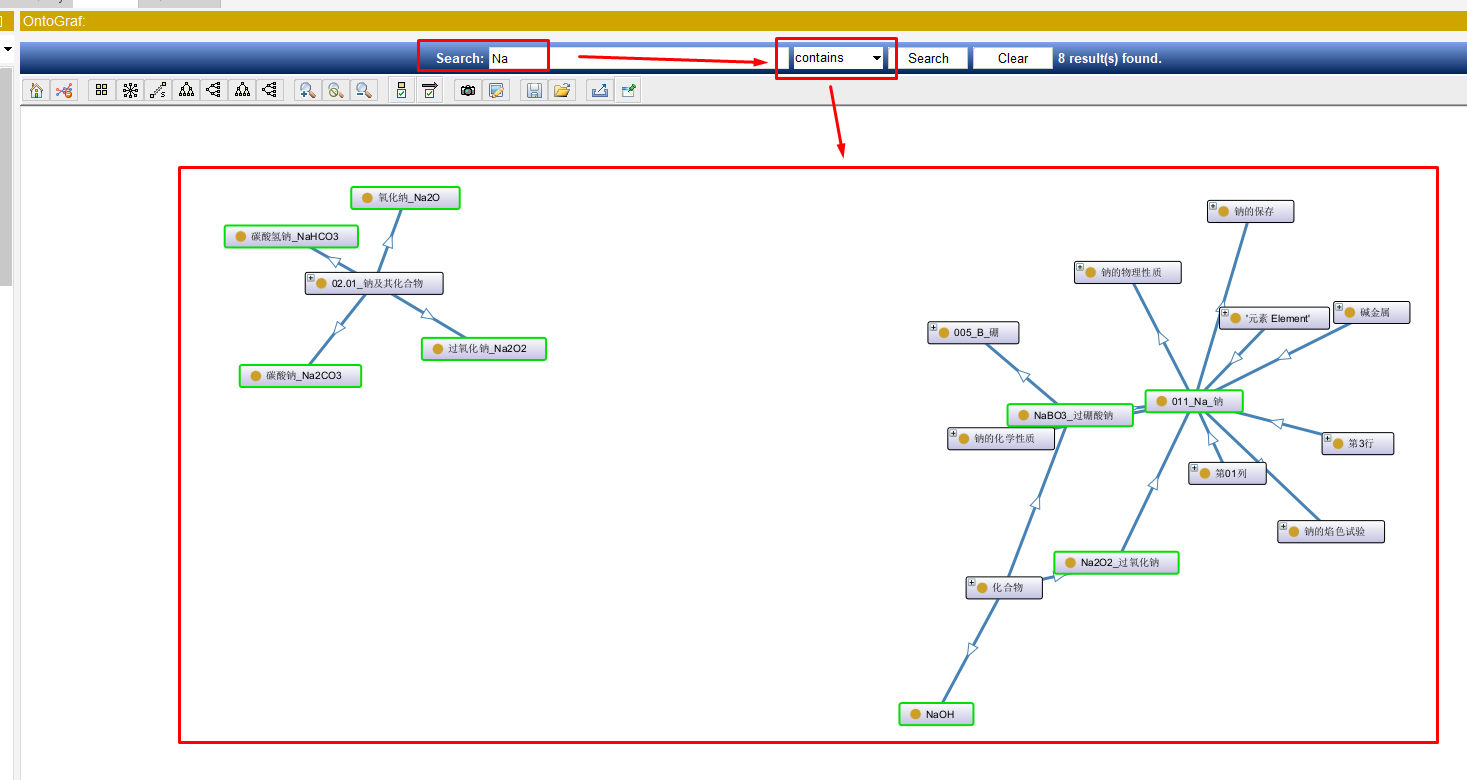 OntoGraf:
Search: Na contains Search Clear 8 result(s) found.
氧化纳_Na2O
碳酸氢钠_NaHCO3
02.01_钠及其化合物
过氧化钠_Na2O2
碳酸钠_Na2CO3
钠的保存
钠的物理性质
'元素 Element'
碱金属
005_B_硼
011_Na_钠
NaBO3_过硼酸钠
钠的化学性质
第3行
第01列
钠的焰色试验
Na2O2_过氧化钠
化合物
NaOH